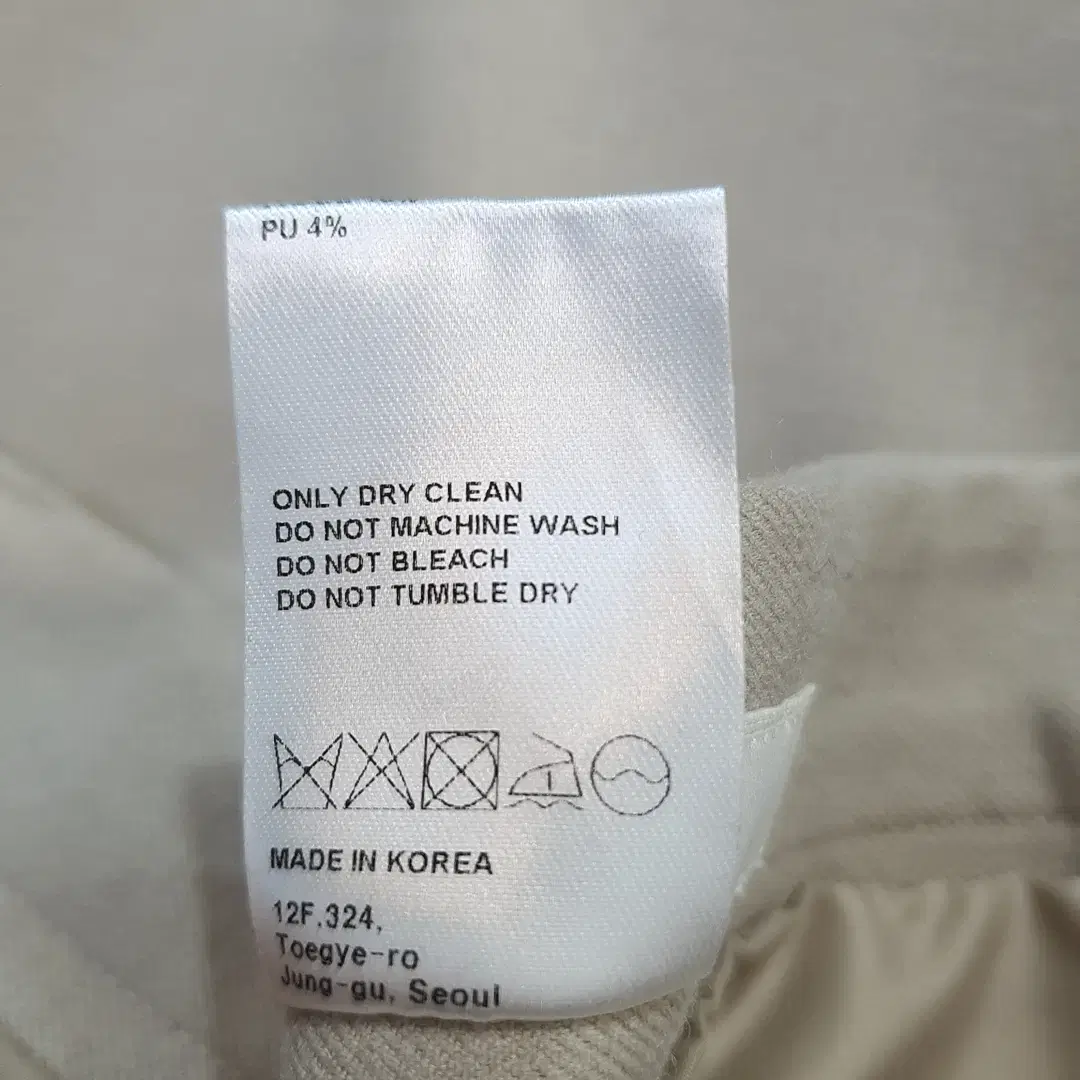 PU 4%
ONLY DRY CLEAN
DO NOT MACHINE WASH
DO NOT BLEACH
DO NOT TUMBLE DRY
MADE IN KOREA
12F.324,
Toegye-ro
Jung-gu, Seoul